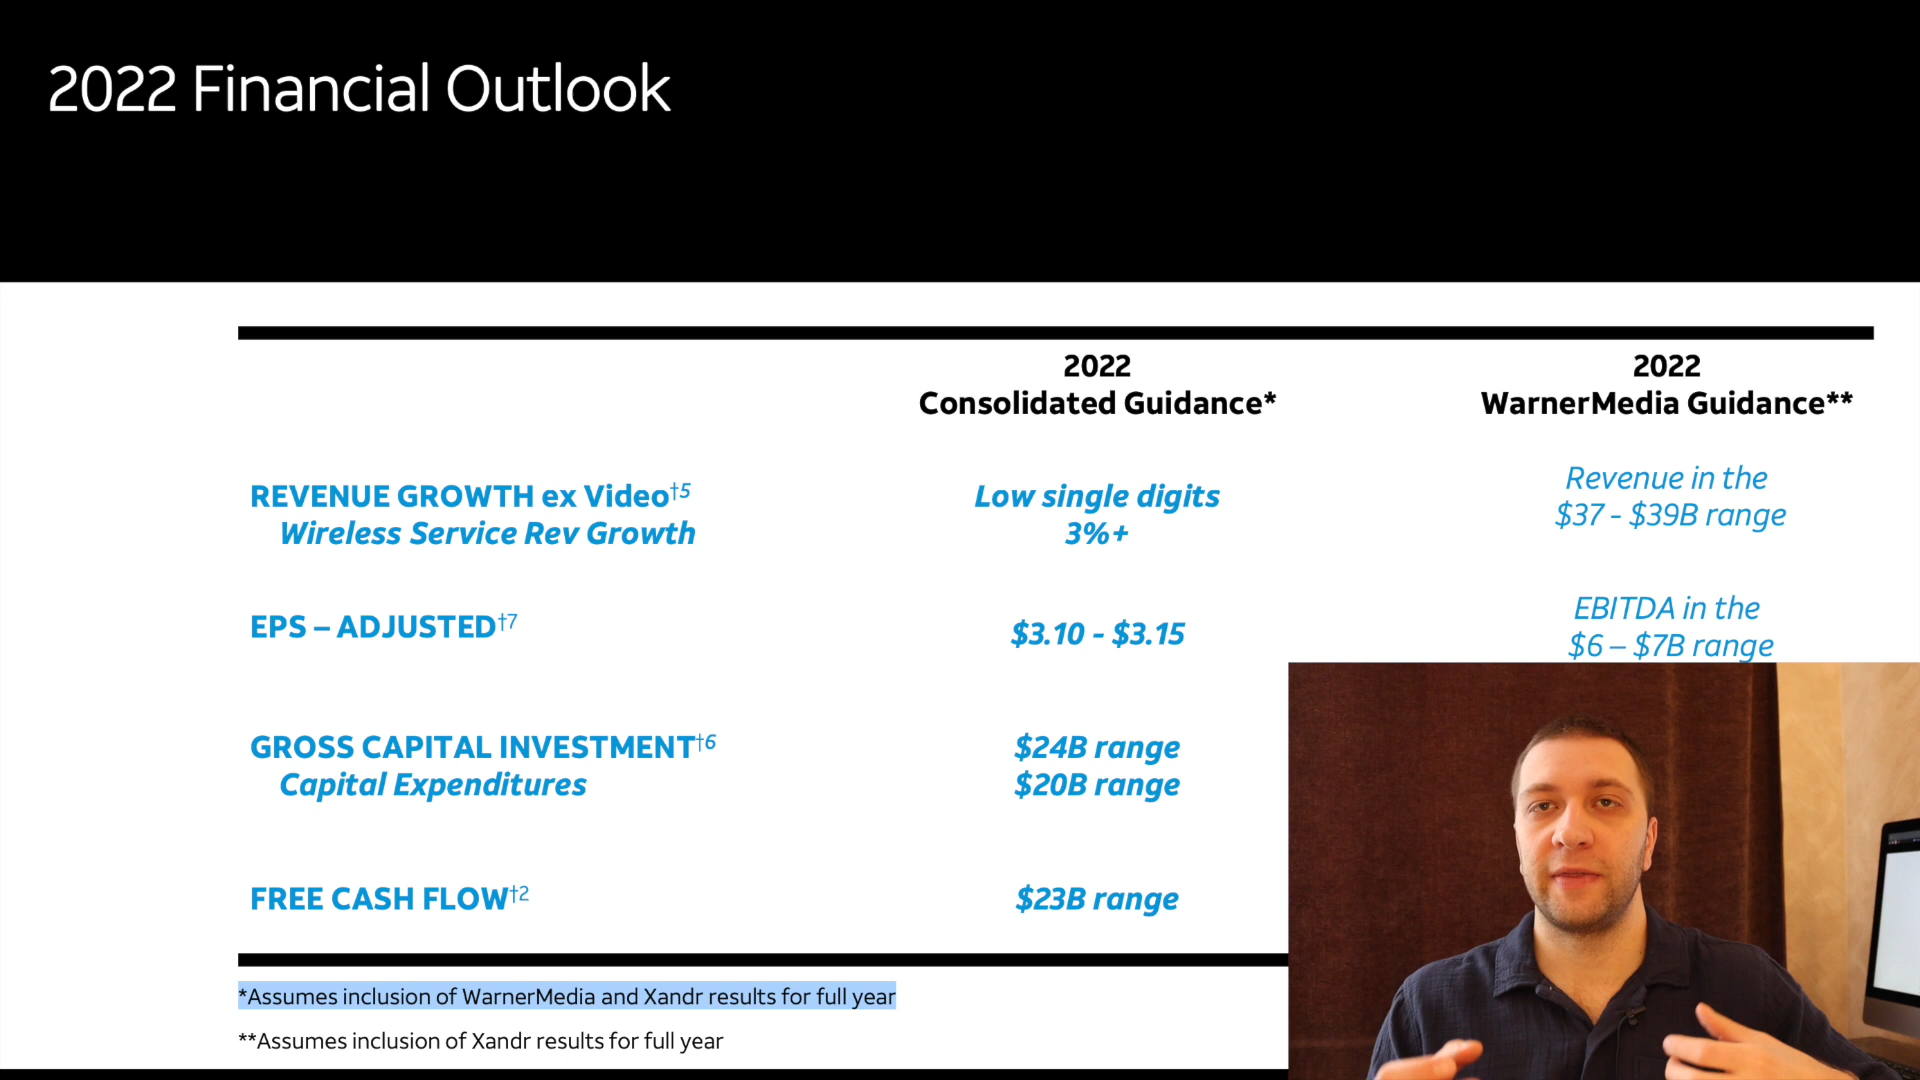 2022 Financial Outlook
2022
Consolidated Guidance*
2022
WarnerMedia Guidance**
REVENUE GROWTH ex Video†5
Wireless Service Rev Growth
Low single digits
3%+
Revenue in the
$37 - $39B range
EPS – ADJUSTED†7
$3.10 - $3.15
EBITDA in the
$6 – $7B range
GROSS CAPITAL INVESTMENT†6
Capital Expenditures
$24B range
$20B range
FREE CASH FLOW†2
$23B range
*Assumes inclusion of WarnerMedia and Xandr results for full year
**Assumes inclusion of Xandr results for full year